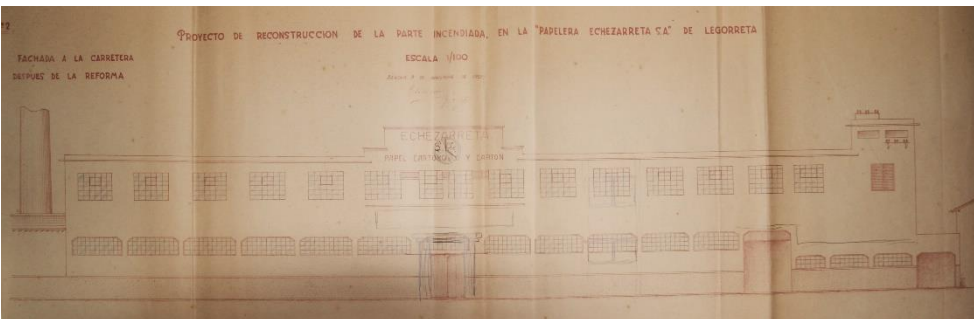 Nº2
PROYECTO DE RECONSTRUCCION DE LA PARTE INCENDIADA, EN LA "PAPELERA ECHEZARRETA S.A." DE LEGORRETA
FACHADA A LA CARRETERA
DESPUES DE LA REFORMA
ESCALA 1/100
ECHEZARRETA
S.A.
PAPEL CARTONCILLO Y CARTON